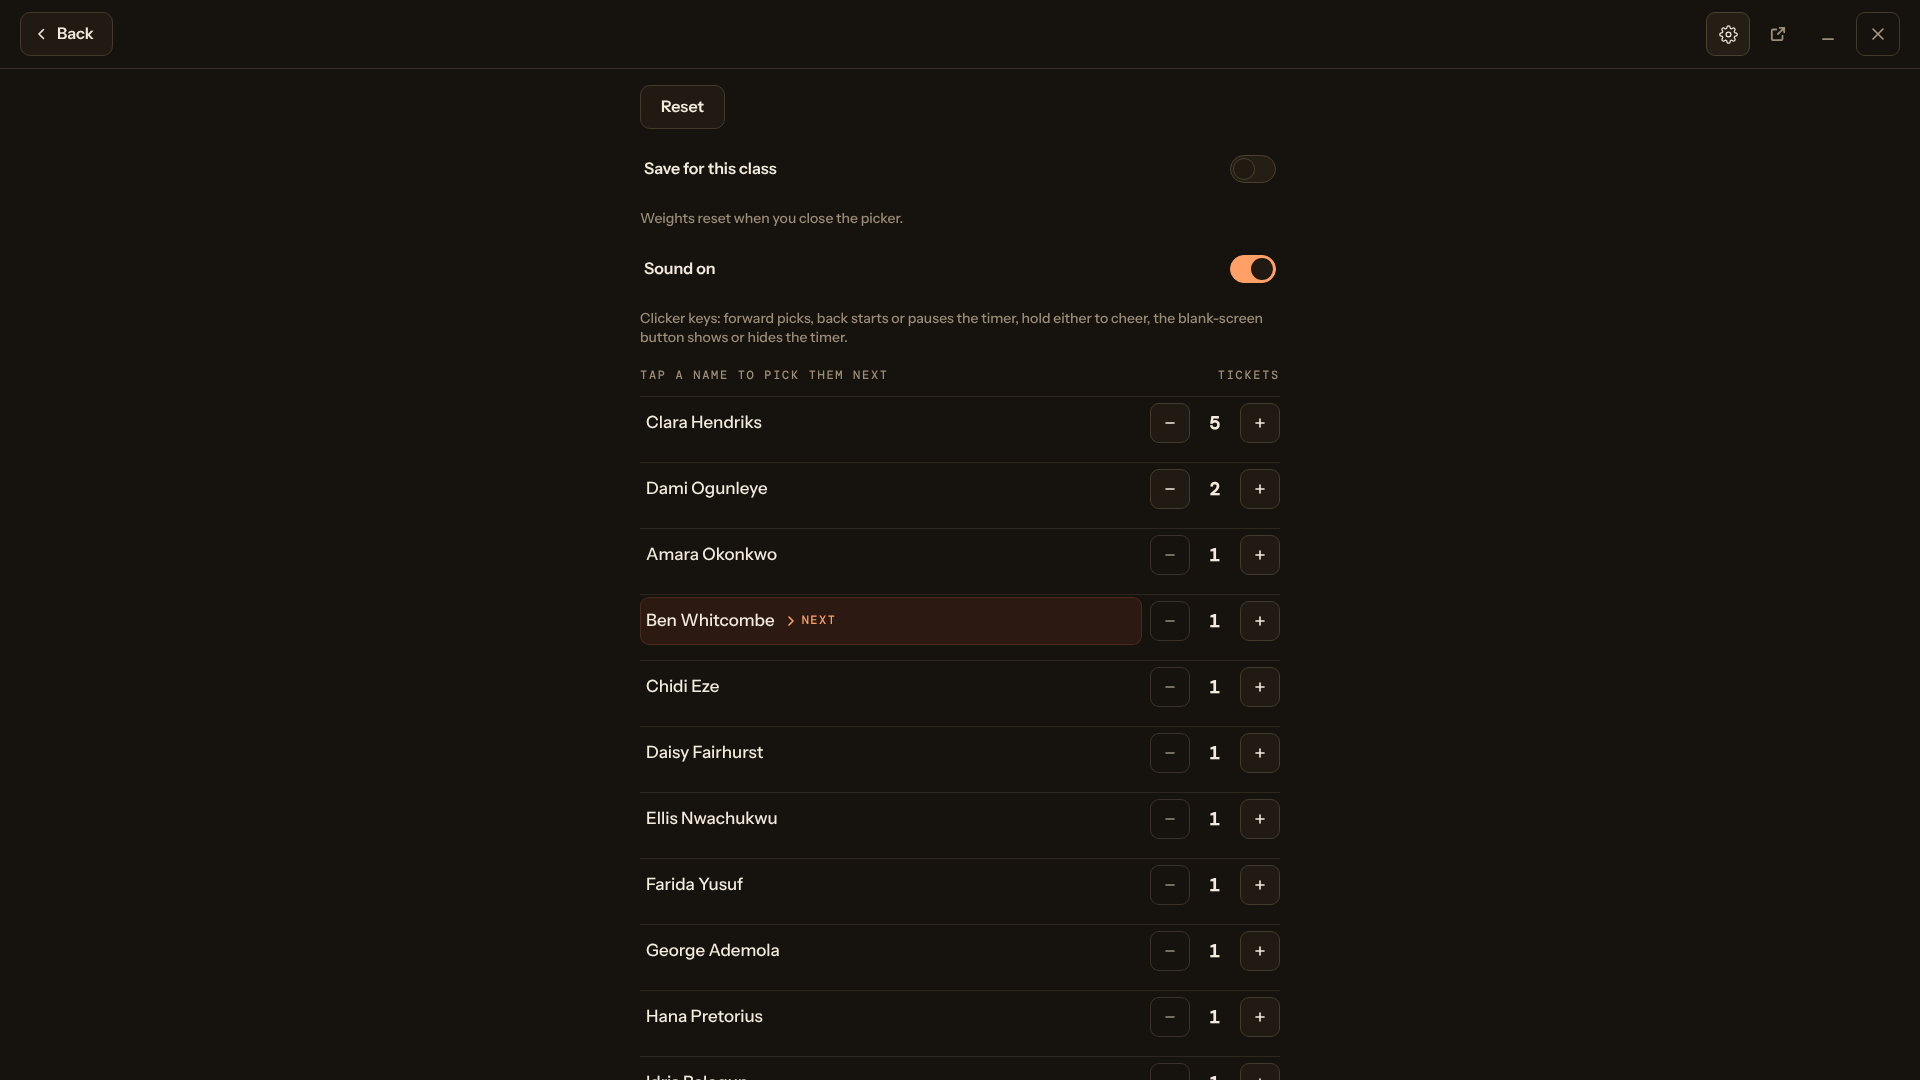 Back
Reset
Save for this class
Weights reset when you close the picker.
Sound on
Clicker keys: forward picks, back starts or pauses the timer, hold either to cheer, the blank-screen
button shows or hides the timer.
TAP A NAME TO PICK THEM NEXT TICKETS
Clara Hendriks − 5 +
Dami Ogunleye − 2 +
Amara Okonkwo − 1 +
Ben Whitcombe > NEXT − 1 +
Chidi Eze − 1 +
Daisy Fairhurst − 1 +
Ellis Nwachukwu − 1 +
Farida Yusuf − 1 +
George Ademola − 1 +
Hana Pretorius − 1 +